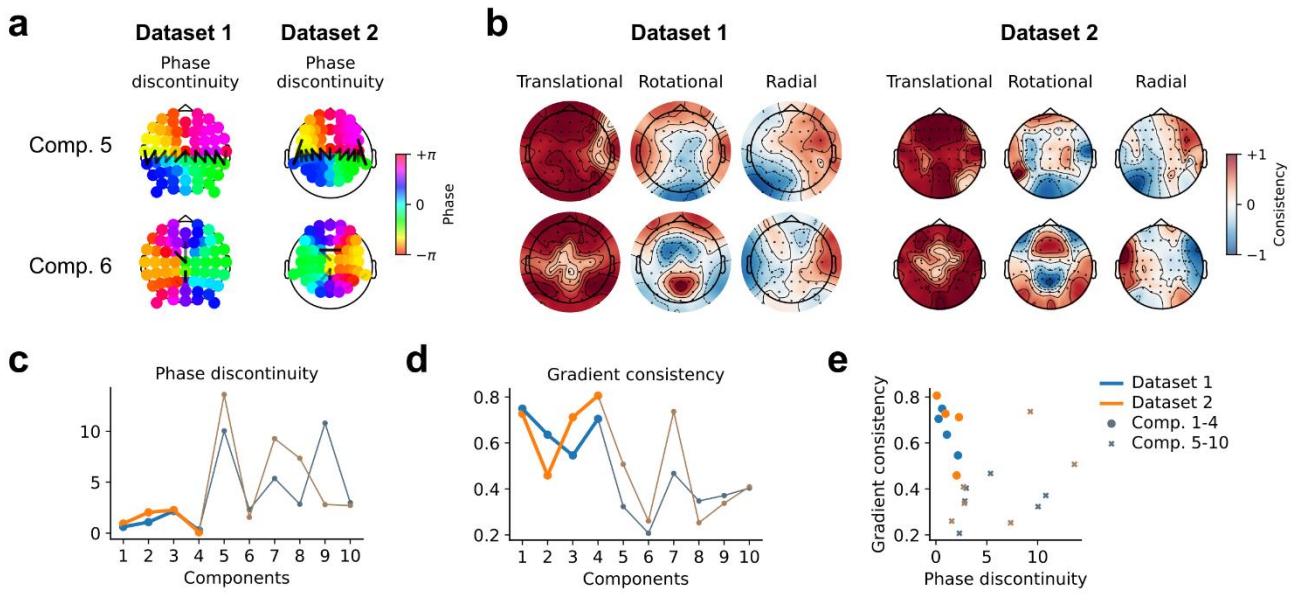 a
Dataset 1
Dataset 2
Phase
discontinuity
Phase
discontinuity
Comp. 5
Comp. 6
+π
0
−π
Phase
b
Dataset 1
Dataset 2
Translational
Rotational
Radial
Translational
Rotational
Radial
+1
0
−1
Consistency
c
Phase discontinuity
10
5
0
1 2 3 4 5 6 7 8 9 10
Components
d
Gradient consistency
0.8
0.6
0.4
0.2
1 2 3 4 5 6 7 8 9 10
Components
e
Gradient consistency
0.8
0.6
0.4
0.2
0 5 10
Phase discontinuity
Dataset 1
Dataset 2
Comp. 1-4
Comp. 5-10